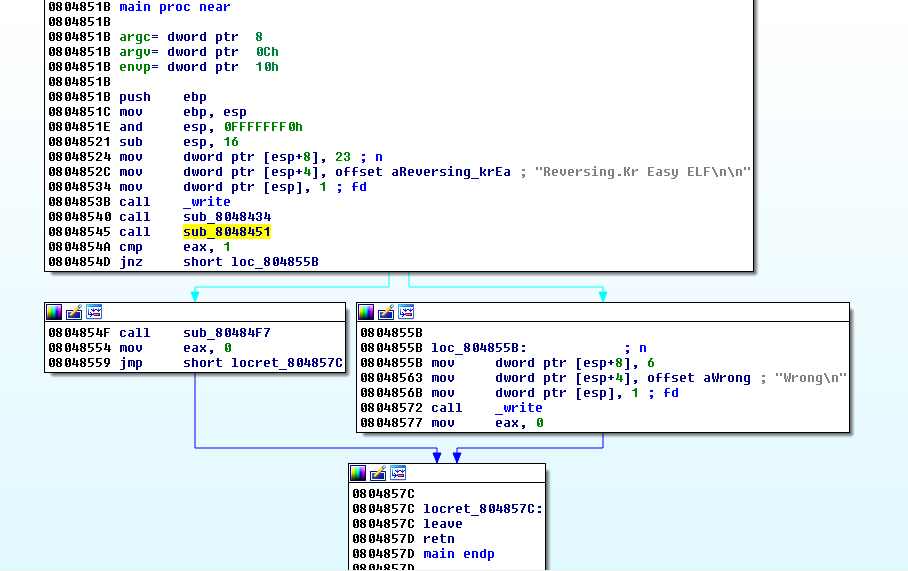 0804851B main proc near
0804851B
0804851B argc= dword ptr  8
0804851B argv= dword ptr  0Ch
0804851B envp= dword ptr  10h
0804851B
0804851B push    ebp
0804851C mov     ebp, esp
0804851E and     esp, 0FFFFFFF0h
08048521 sub     esp, 16
08048524 mov     dword ptr [esp+8], 23 ; n
0804852C mov     dword ptr [esp+4], offset aReversing_krEa ; "Reversing.Kr Easy ELF\n\n"
08048534 mov     dword ptr [esp], 1 ; fd
0804853B call    _write
08048540 call    sub_8048434
08048545 call    sub_8048451
0804854A cmp     eax, 1
0804854D jnz     short loc_804855B
0804854F call    sub_80484F7
08048554 mov     eax, 0
08048559 jmp     short locret_804857C
0804855B
0804855B loc_804855B:            ; n
0804855B mov     dword ptr [esp+8], 6
08048563 mov     dword ptr [esp+4], offset aWrong ; "Wrong\n"
0804856B mov     dword ptr [esp], 1 ; fd
08048572 call    _write
08048577 mov     eax, 0
0804857C
0804857C locret_804857C:
0804857C leave
0804857D retn
0804857D main endp
0804857D